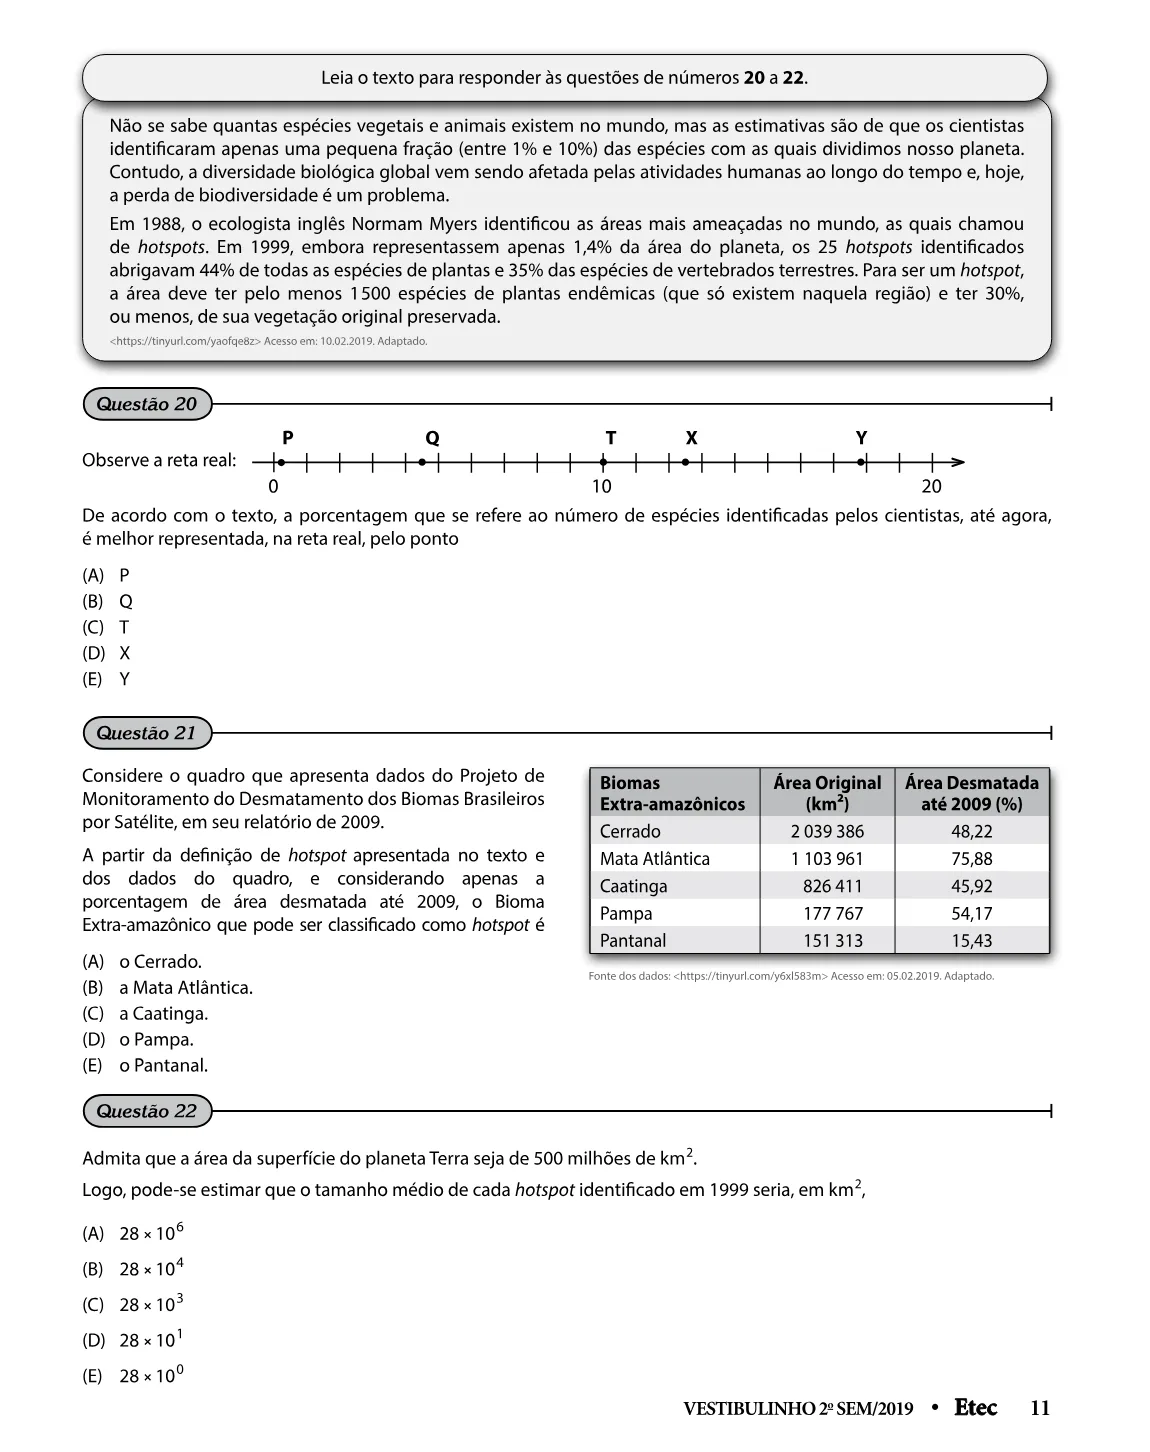 Leia o texto para responder às questões de números 20 a 22.
Não se sabe quantas espécies vegetais e animais existem no mundo, mas as estimativas são de que os cientistas
identificaram apenas uma pequena fração (entre 1% e 10%) das espécies com as quais dividimos nosso planeta.
Contudo, a diversidade biológica global vem sendo afetada pelas atividades humanas ao longo do tempo e, hoje,
a perda de biodiversidade é um problema.
Em 1988, o ecologista inglês Normam Myers identificou as áreas mais ameaçadas no mundo, as quais chamou
de hotspots. Em 1999, embora representassem apenas 1,4% da área do planeta, os 25 hotspots identificados
abrigavam 44% de todas as espécies de plantas e 35% das espécies de vertebrados terrestres. Para ser um hotspot,
a área deve ter pelo menos 1500 espécies de plantas endêmicas (que só existem naquela região) e ter 30%,
ou menos, de sua vegetação original preservada.
<https://tinyurl.com/yaofqe8z> Acesso em: 10.02.2019. Adaptado.
Questão 20
P Q T X Y
Observe a reta real:
0 10 20
De acordo com o texto, a porcentagem que se refere ao número de espécies identificadas pelos cientistas, até agora,
é melhor representada, na reta real, pelo ponto
(A) P
(B) Q
(C) T
(D) X
(E) Y
Questão 21
Considere o quadro que apresenta dados do Projeto de
Monitoramento do Desmatamento dos Biomas Brasileiros
por Satélite, em seu relatório de 2009.
A partir da definição de hotspot apresentada no texto e
dos dados do quadro, e considerando apenas a
porcentagem de área desmatada até 2009, o Bioma
Extra-amazônico que pode ser classificado como hotspot é
(A) o Cerrado.
(B) a Mata Atlântica.
(C) a Caatinga.
(D) o Pampa.
(E) o Pantanal.
Biomas Extra-amazônicos Área Original (km²) Área Desmatada até 2009 (%)
Cerrado 2 039 386 48,22
Mata Atlântica 1 103 961 75,88
Caatinga 826 411 45,92
Pampa 177 767 54,17
Pantanal 151 313 15,43
Fonte dos dados: <https://tinyurl.com/y6xl583m> Acesso em: 05.02.2019. Adaptado.
Questão 22
Admita que a área da superfície do planeta Terra seja de 500 milhões de km².
Logo, pode-se estimar que o tamanho médio de cada hotspot identificado em 1999 seria, em km²,
(A) 28 × 10⁶
(B) 28 × 10⁴
(C) 28 × 10³
(D) 28 × 10¹
(E) 28 × 10⁰
VESTIBULINHO 2º SEM/2019 • Etec 11